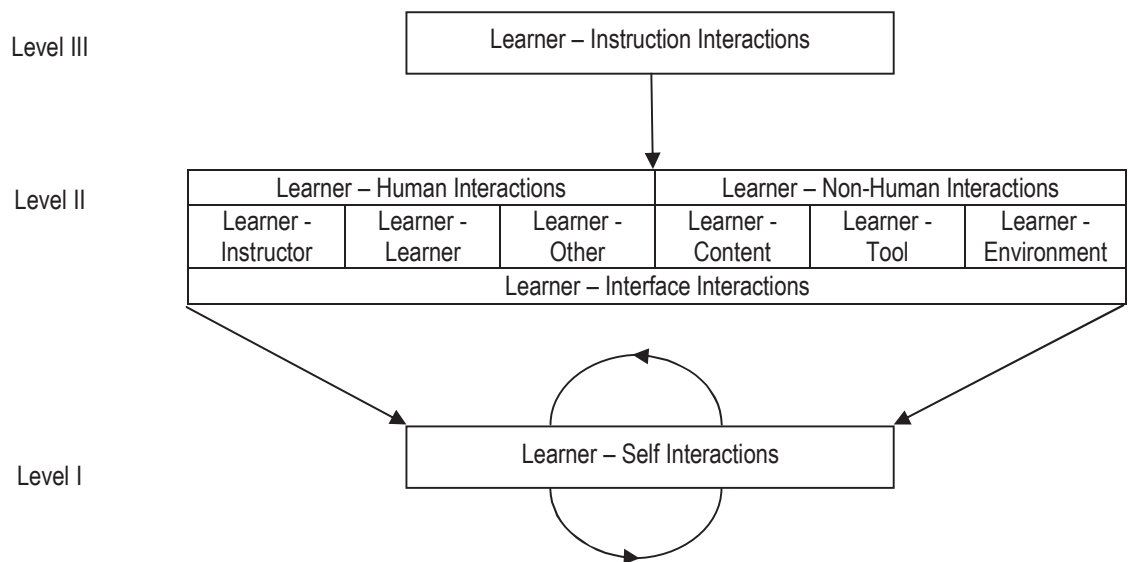 Level III
Learner – Instruction Interactions
Level II
Learner – Human Interactions
Learner – Non-Human Interactions
Learner -
Instructor
Learner -
Learner
Learner -
Other
Learner -
Content
Learner -
Tool
Learner -
Environment
Learner – Interface Interactions
Learner – Self Interactions
Level I